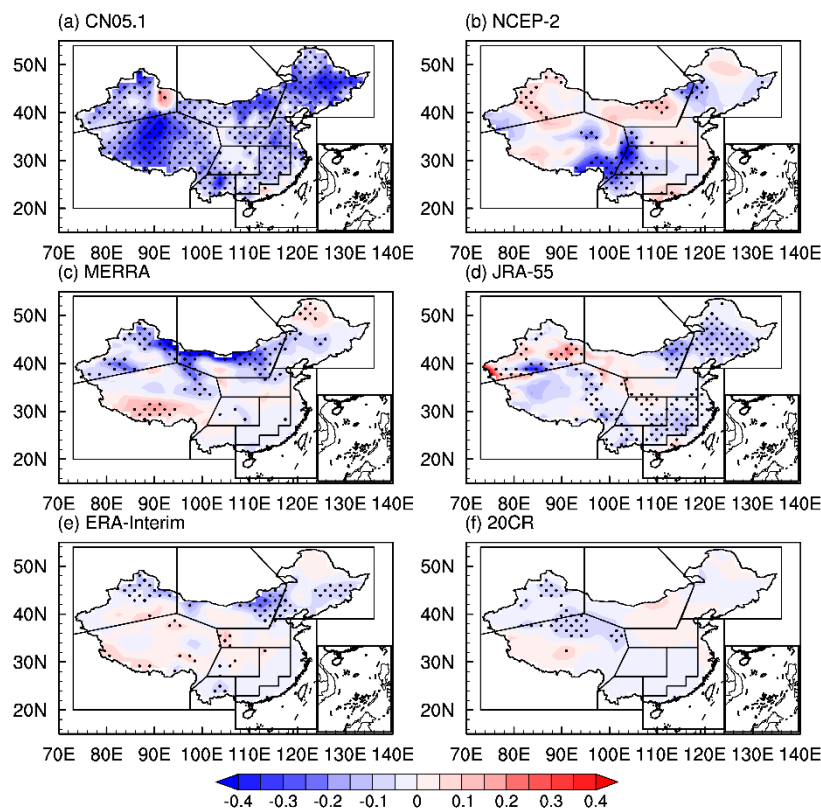 (a) CN05.1
(b) NCEP-2
50N
40N
30N
20N
50N
40N
30N
20N
70E 80E 90E 100E 110E 120E 130E 140E
70E 80E 90E 100E 110E 120E 130E 140E
(c) MERRA
(d) JRA-55
50N
40N
30N
20N
50N
40N
30N
20N
70E 80E 90E 100E 110E 120E 130E 140E
70E 80E 90E 100E 110E 120E 130E 140E
(e) ERA-Interim
(f) 20CR
50N
40N
30N
20N
50N
40N
30N
20N
70E 80E 90E 100E 110E 120E 130E 140E
70E 80E 90E 100E 110E 120E 130E 140E
-0.4 -0.3 -0.2 -0.1 0 0.1 0.2 0.3 0.4